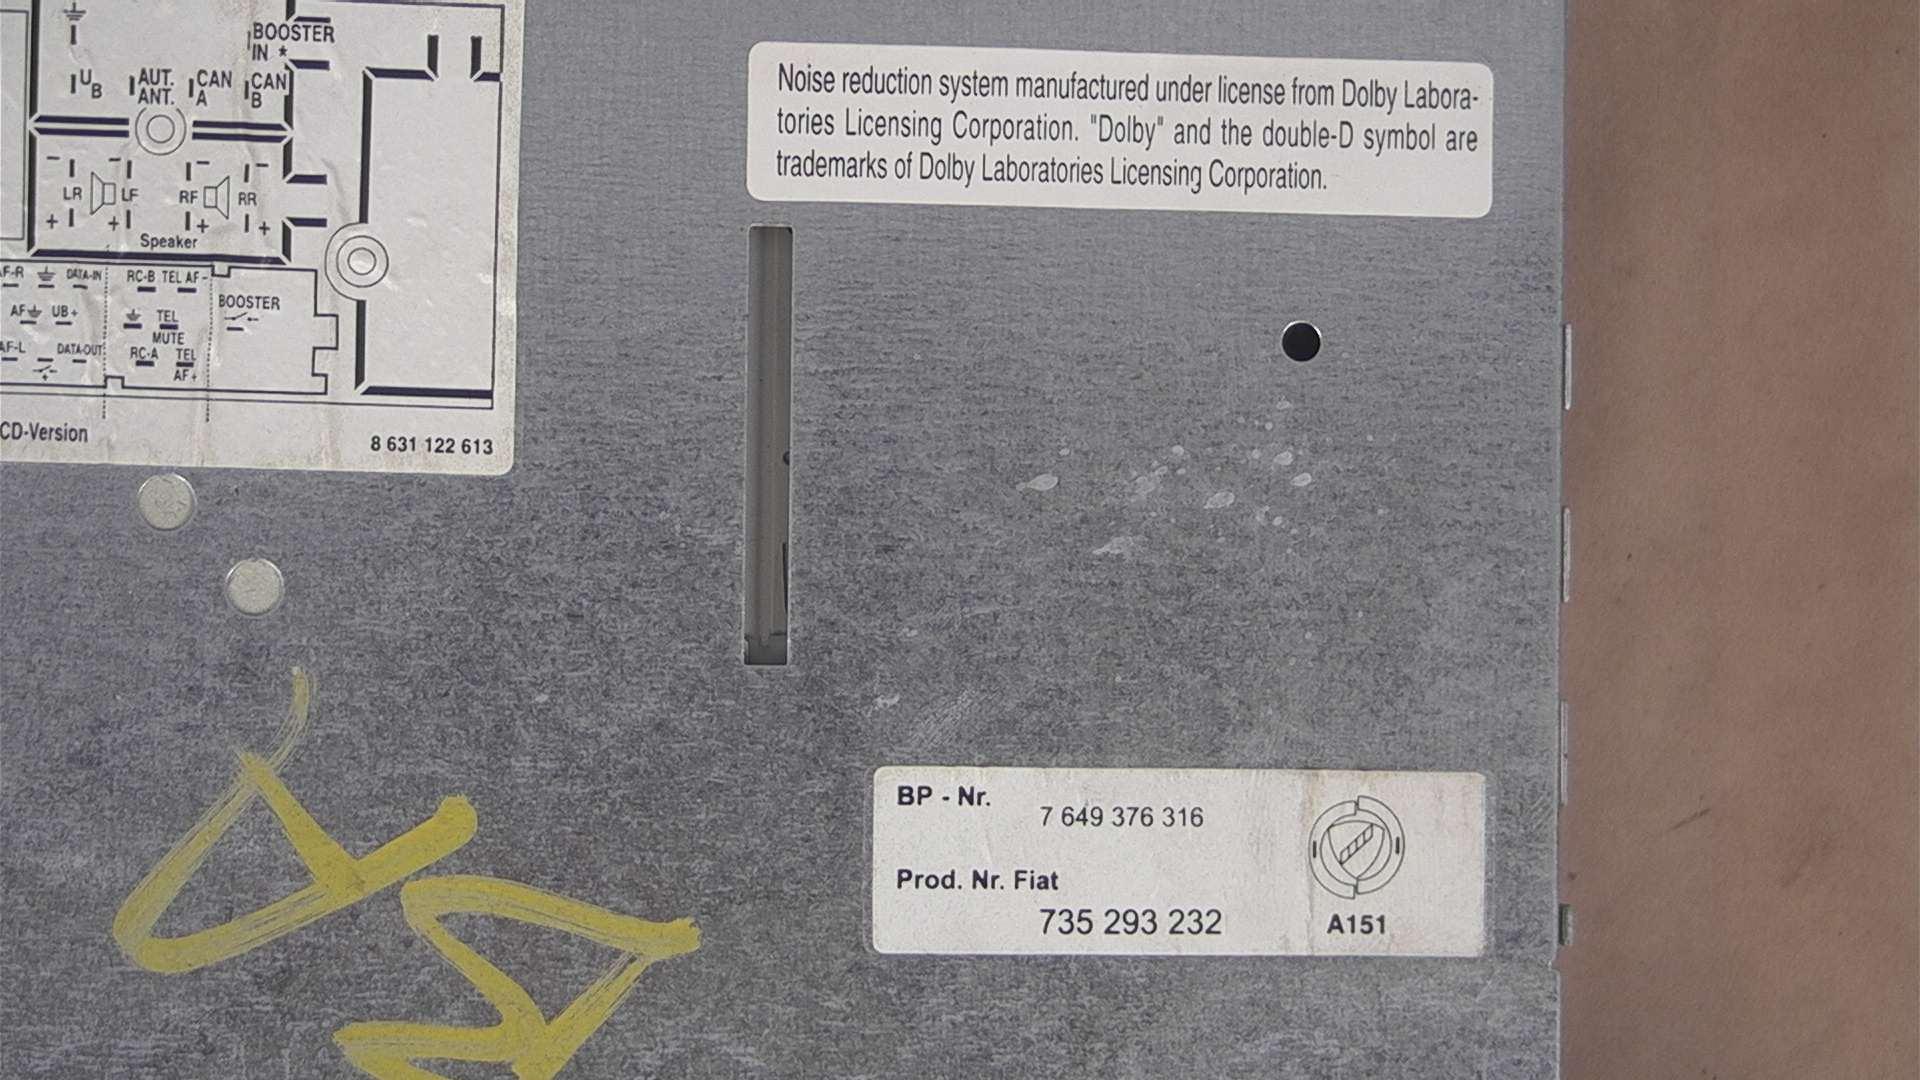 BOOSTER
IN *
UB
AUT. ANT.
CAN A
CAN B
- - - -
LR LF RF RR
+ + + +
Speaker
AF-R DATA-IN RC-B TEL AF -
BOOSTER
AF UB+ TEL
MUTE
AF-L DATA-OUT RC-A TEL
AF+
CD-Version
8 631 122 613
Noise reduction system manufactured under license from Dolby Labora-
tories Licensing Corporation. "Dolby" and the double-D symbol are
trademarks of Dolby Laboratories Licensing Corporation.
BP - Nr.
7 649 376 316
Prod. Nr. Fiat
735 293 232
A151